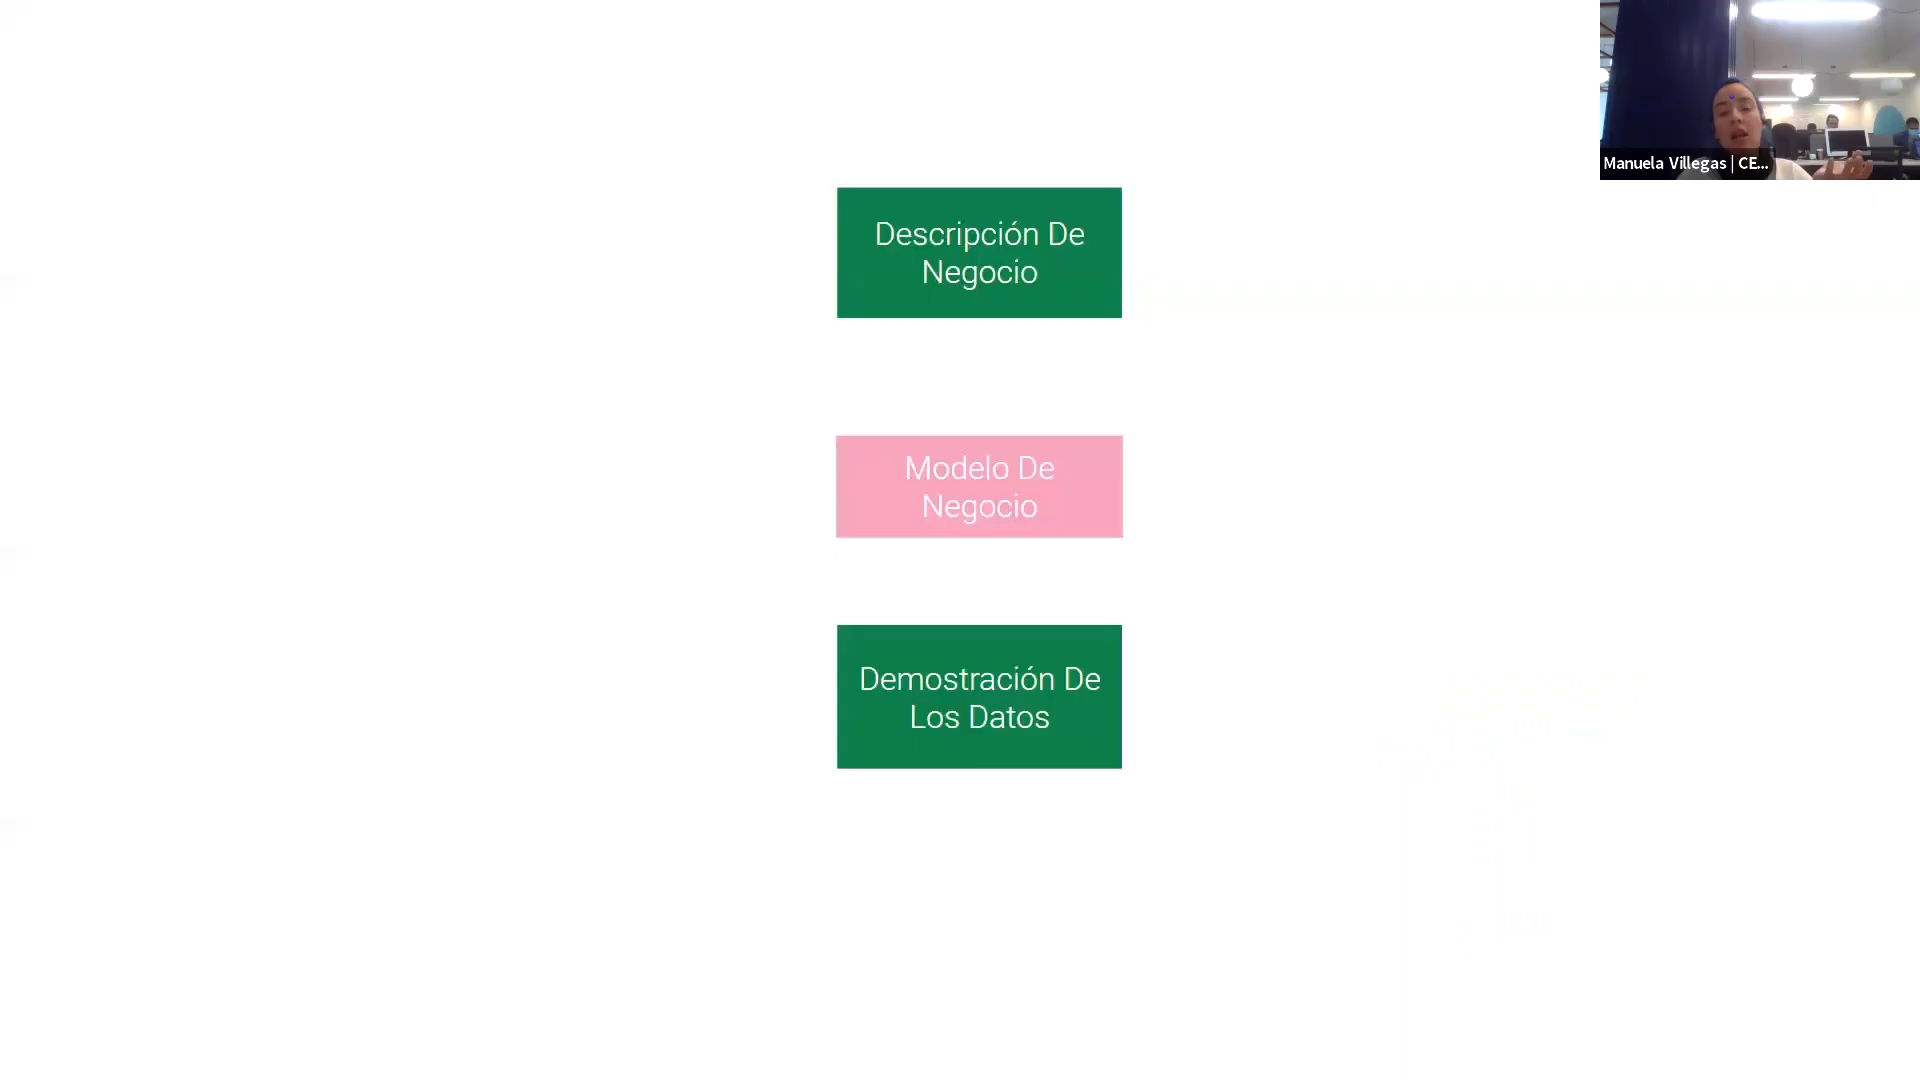 Manuela Villegas | CE...
Descripción De
Negocio
Modelo De
Negocio
Demostración De
Los Datos